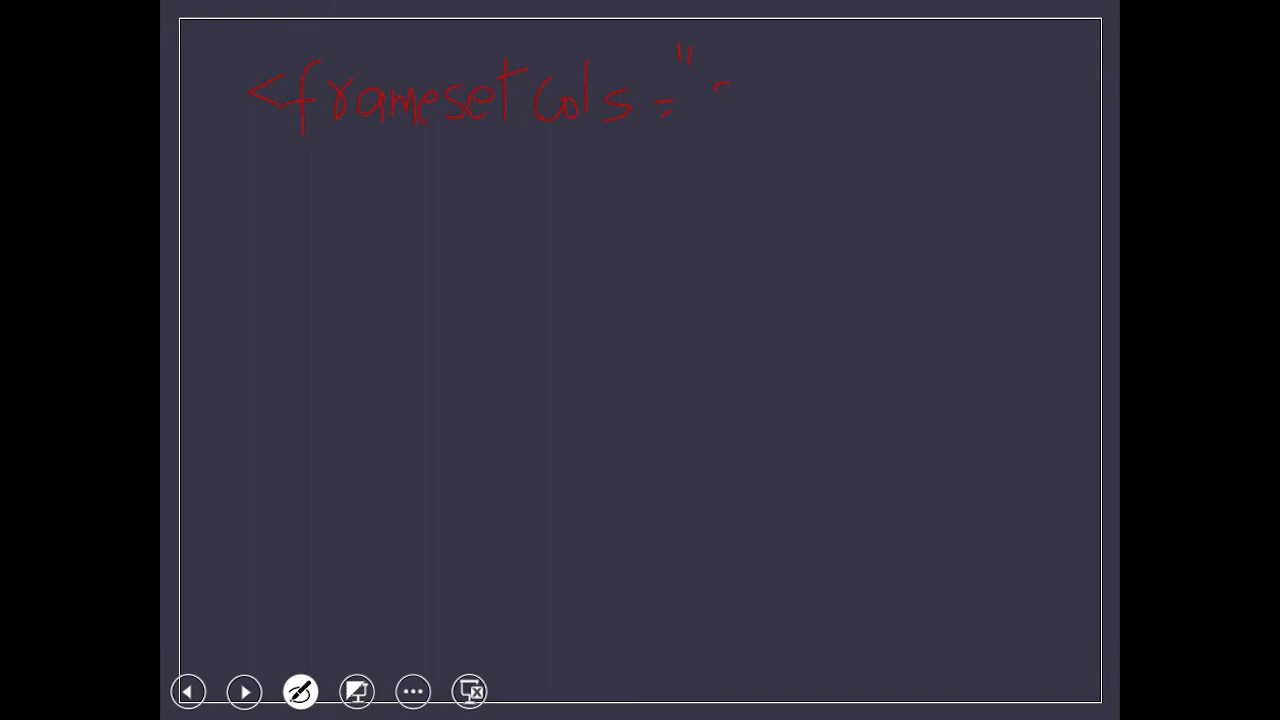 <frameset cols = "